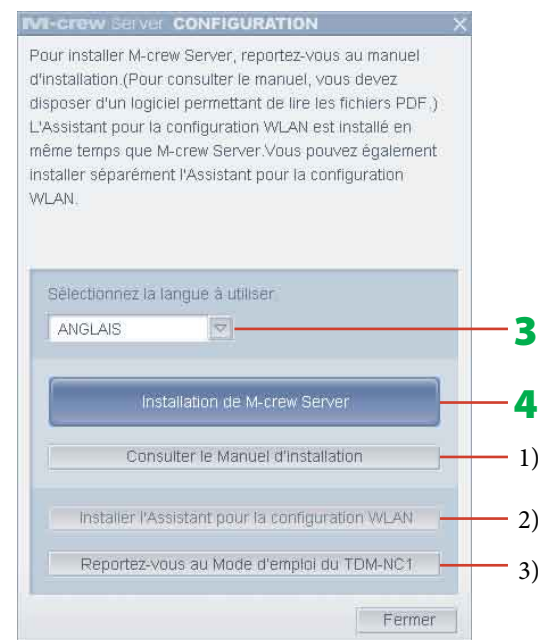 M-crew Server CONFIGURATION
Pour installer M-crew Server, reportez-vous au manuel
d'installation.(Pour consulter le manuel, vous devez
disposer d'un logiciel permettant de lire les fichiers PDF.)
L'Assistant pour la configuration WLAN est installé en
même temps que M-crew Server.Vous pouvez également
installer séparément l'Assistant pour la configuration
WLAN.
Sélectionnez la langue à utiliser.
ANGLAIS
3
Installation de M-crew Server
4
Consulter le Manuel d'installation
1)
Installer l'Assistant pour la configuration WLAN
2)
Reportez-vous au Mode d'emploi du TDM-NC1
3)
Fermer